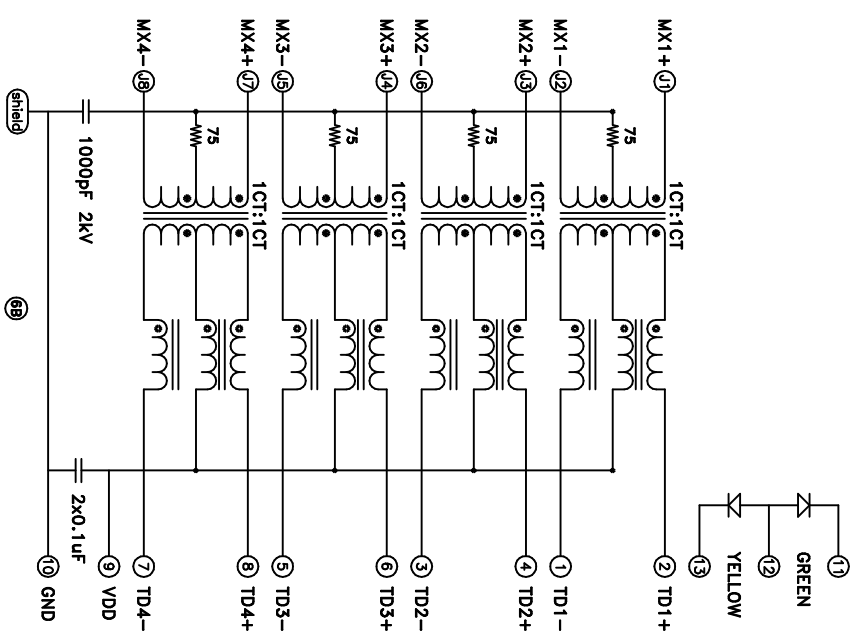 MX1+
J1
MX1-
J2
MX2+
J3
MX2-
J6
MX3+
J4
MX3-
J5
MX4+
J7
MX4-
J8
shield
75
75
75
75
1000pF 2kV
1CT:1CT
1CT:1CT
1CT:1CT
1CT:1CT
6B
2x0.1uF
11
GREEN
12
YELLOW
13
2 TD1+
1 TD1-
4 TD2+
3 TD2-
6 TD3+
5 TD3-
8 TD4+
7 TD4-
9 VDD
10 GND